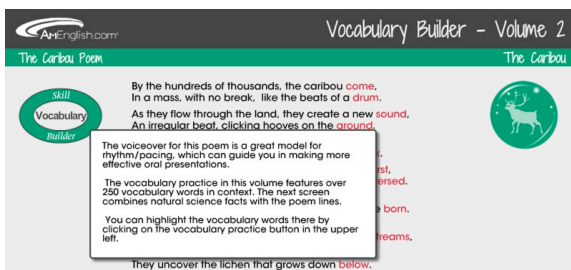 AMEnglish.com
Vocabulary Builder – Volume 2
The Caribou Poem
The Caribou
Skill
Vocabulary
Builder
By the hundreds of thousands, the caribou come,
In a mass, with no break, like the beats of a drum.
As they flow through the land, they create a new sound,
An irregular beat, clicking hooves on the ground.
The voiceover for this poem is a great model for
rhythm/pacing, which can guide you in making more
effective oral presentations.
The vocabulary practice in this volume features over
250 vocabulary words in context. The next screen
combines natural science facts with the poem lines.
You can highlight the vocabulary words there by
clicking on the vocabulary practice button in the upper
left.
born.
They uncover the lichen that grows down below.